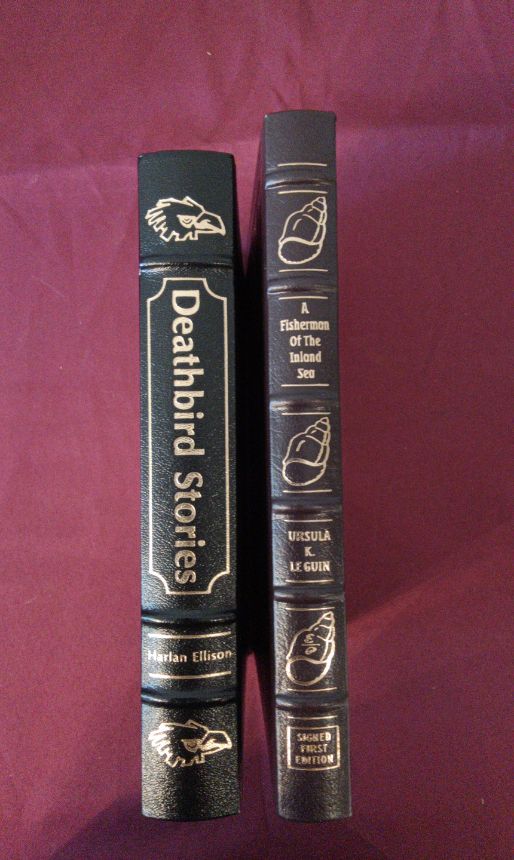 Deathbird Stories
Harlan Ellison
A
Fisherman
Of The
Inland
Sea
URSULA
K.
LE GUIN
SIGNED
FIRST
EDITION